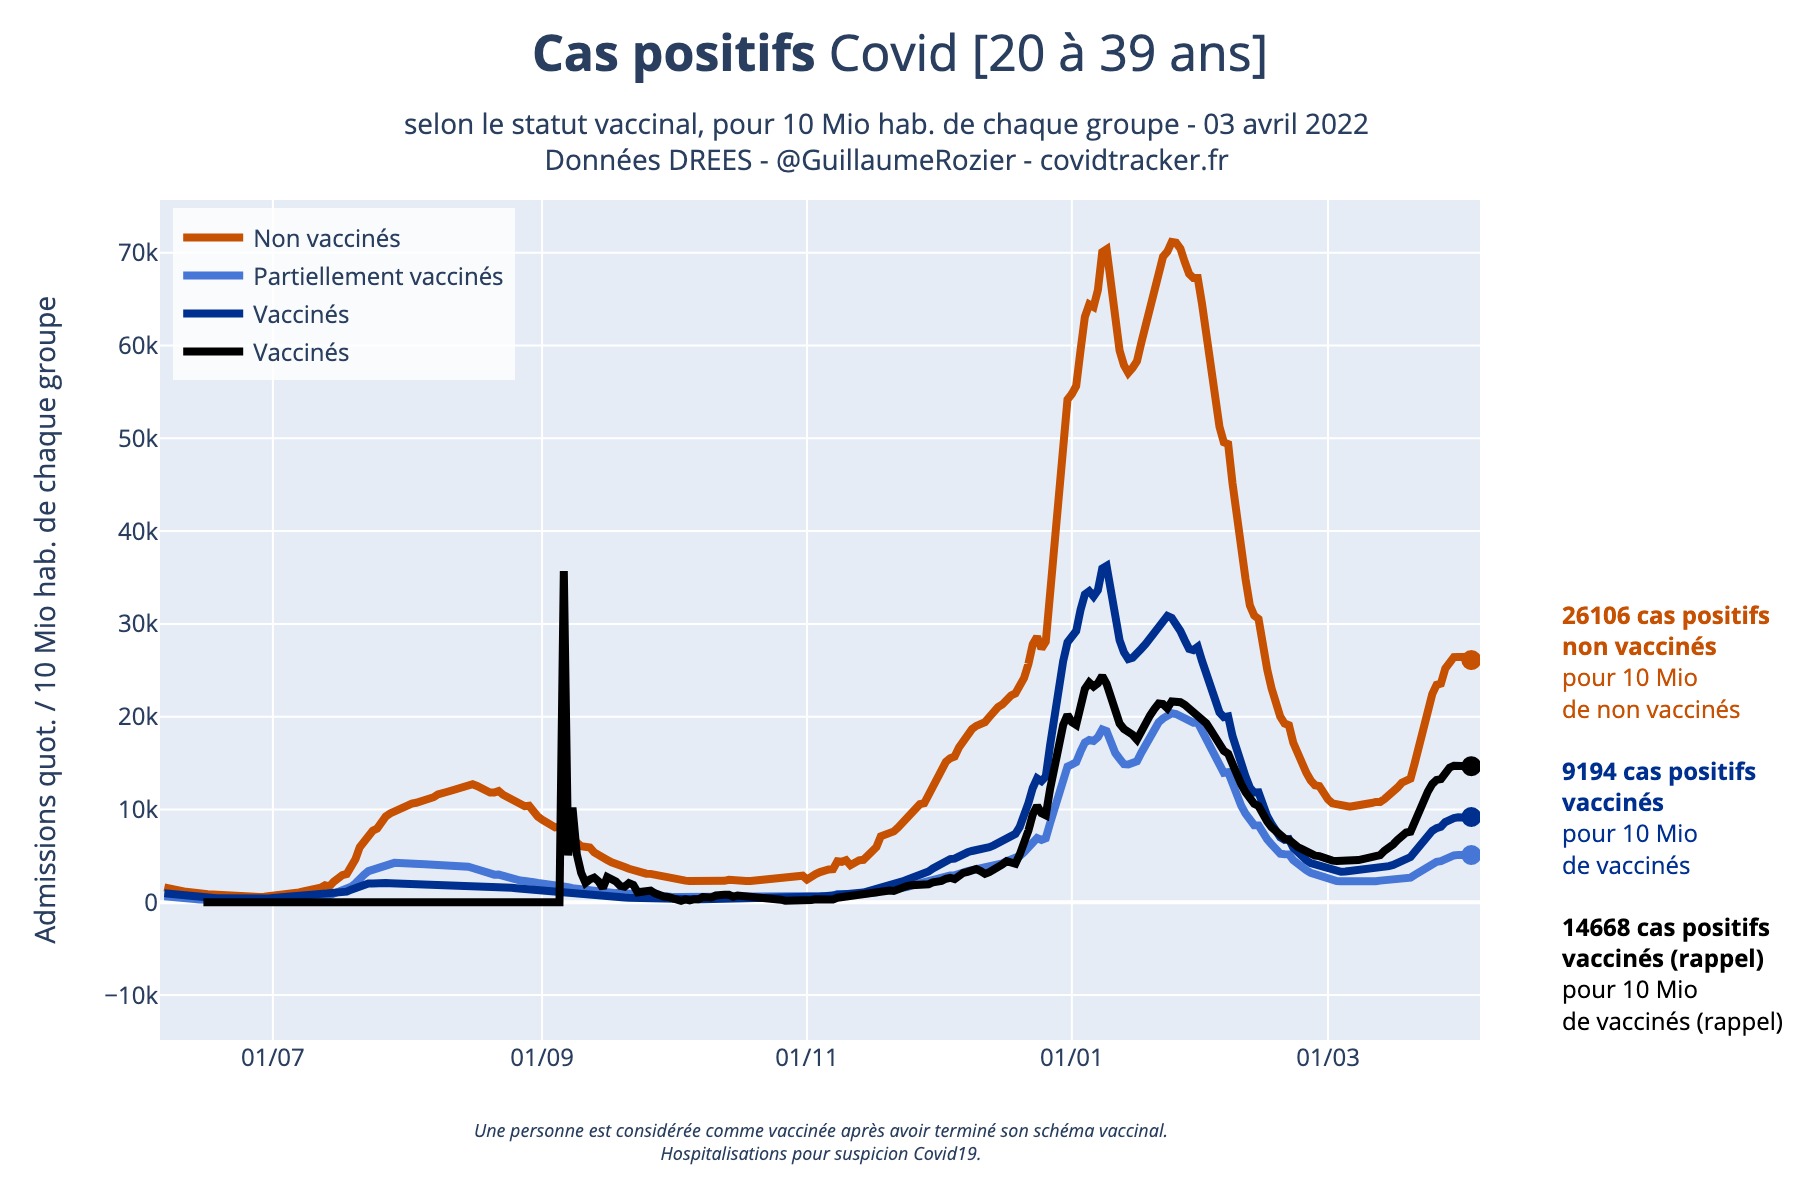 Cas positifs Covid [20 à 39 ans]
selon le statut vaccinal, pour 10 Mio hab. de chaque groupe - 03 avril 2022
Données DREES - @GuillaumeRozier - covidtracker.fr
Admissions quot. / 10 Mio hab. de chaque groupe
Non vaccinés
Partiellement vaccinés
Vaccinés
Vaccinés
70k
60k
50k
40k
30k
20k
10k
0
−10k
01/07
01/09
01/11
01/01
01/03
26106 cas positifs
non vaccinés
pour 10 Mio
de non vaccinés
9194 cas positifs
vaccinés
pour 10 Mio
de vaccinés
14668 cas positifs
vaccinés (rappel)
pour 10 Mio
de vaccinés (rappel)
Une personne est considérée comme vaccinée après avoir terminé son schéma vaccinal.
Hospitalisations pour suspicion Covid19.